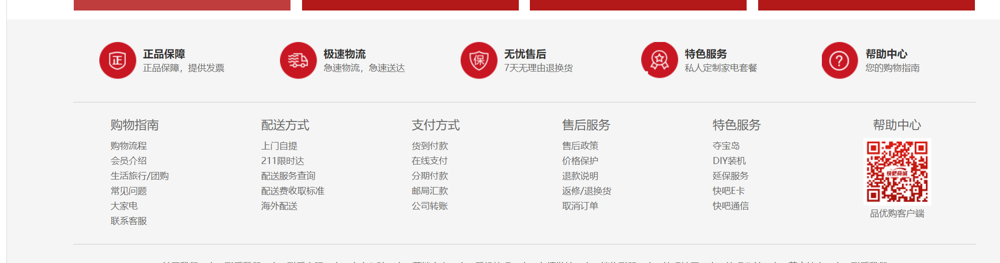 正 正品保障
正品保障，提供发票
极速物流
急速物流，急速送达
保 无忧售后
7天无理由退换货
特色服务
私人定制家电套餐
? 帮助中心
您的购物指南
购物指南
购物流程
会员介绍
生活旅行/团购
常见问题
大家电
联系客服
配送方式
上门自提
211限时达
配送服务查询
配送费收取标准
海外配送
支付方式
货到付款
在线支付
分期付款
邮局汇款
公司转账
售后服务
售后政策
价格保护
退款说明
返修/退换货
取消订单
特色服务
夺宝岛
DIY装机
延保服务
快吧E卡
快吧通信
帮助中心
快吧商城
品优购客户端